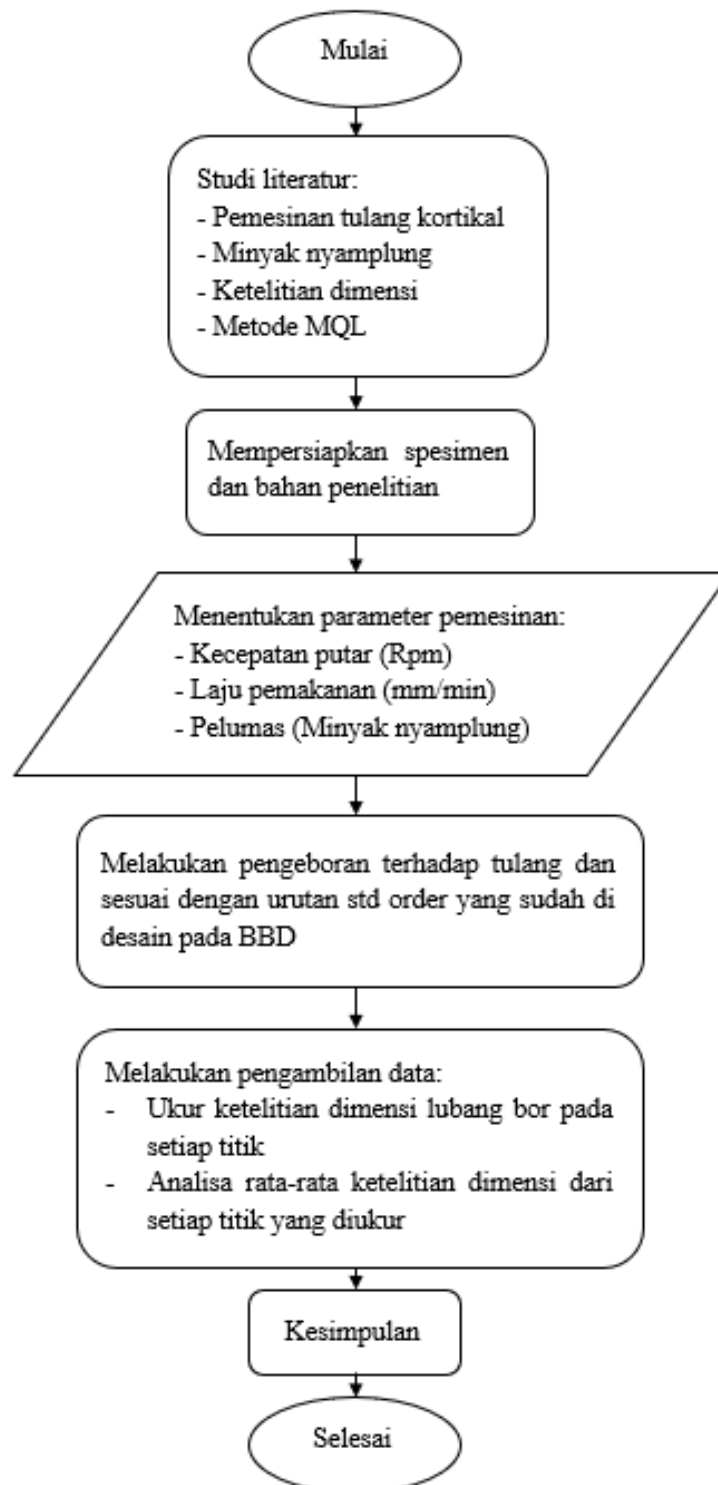 Mulai
Studi literatur:
- Pemesinan tulang kortikal
- Minyak nyamplung
- Ketelitian dimensi
- Metode MQL
Mempersiapkan spesimen
dan bahan penelitian
Menentukan parameter pemesinan:
- Kecepatan putar (Rpm)
- Laju pemakanan (mm/min)
- Pelumas (Minyak nyamplung)
Melakukan pengeboran terhadap tulang dan
sesuai dengan urutan std order yang sudah di
desain pada BBD
Melakukan pengambilan data:
- Ukur ketelitian dimensi lubang bor pada
setiap titik
- Analisa rata-rata ketelitian dimensi dari
setiap titik yang diukur
Kesimpulan
Selesai